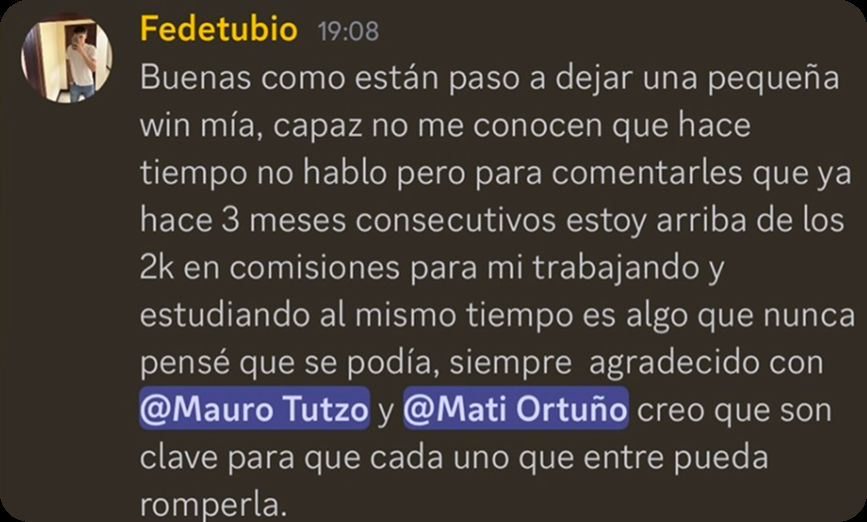 Fedetubio 19:08
Buenas como están paso a dejar una pequeña
win mía, capaz no me conocen que hace
tiempo no hablo pero para comentarles que ya
hace 3 meses consecutivos estoy arriba de los
2k en comisiones para mi trabajando y
estudiando al mismo tiempo es algo que nunca
pensé que se podía, siempre  agradecido con
@Mauro Tutzo y @Mati Ortuño creo que son
clave para que cada uno que entre pueda
romperla.